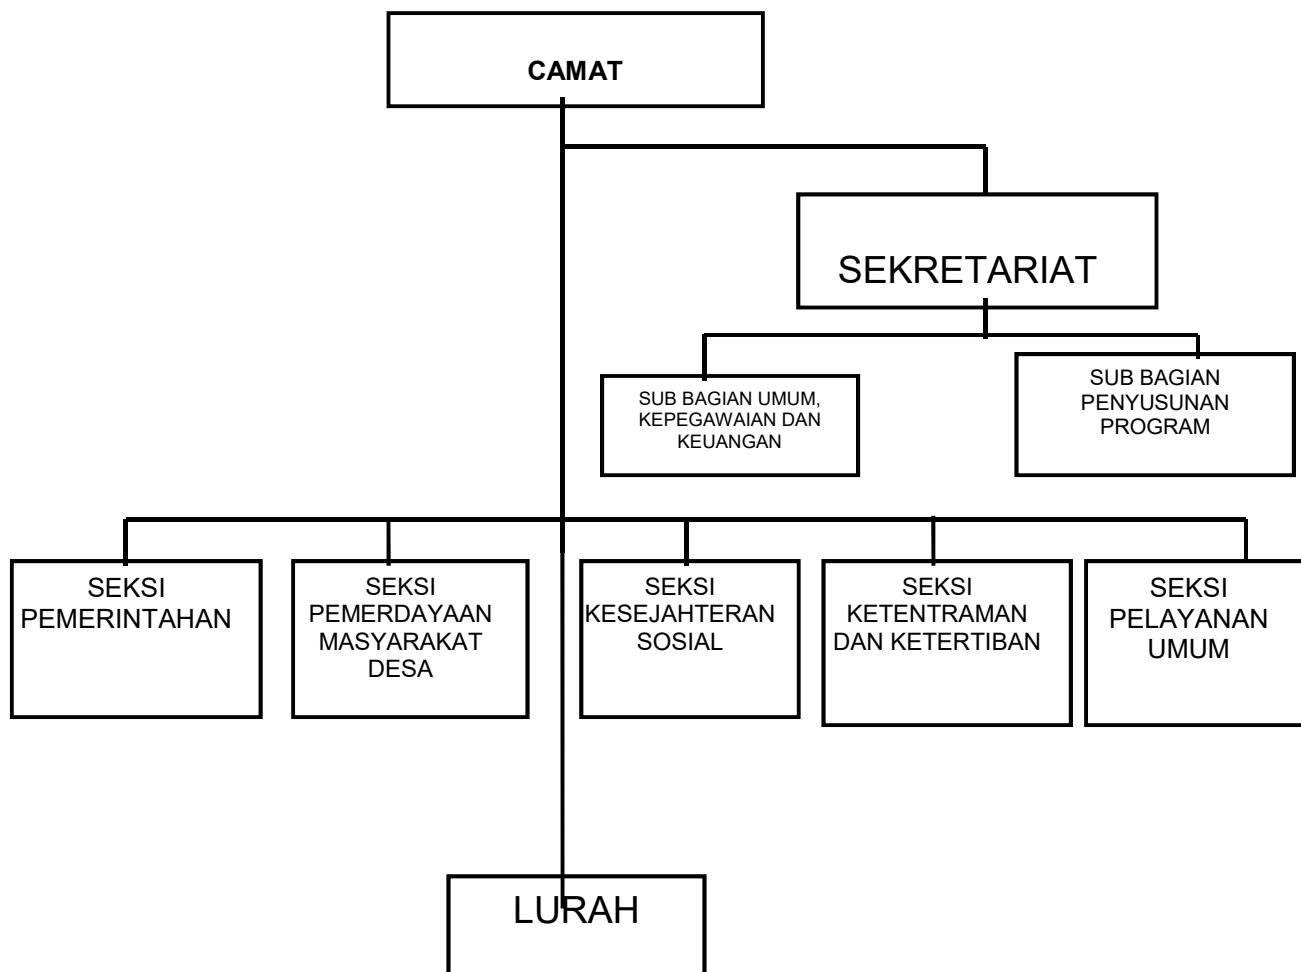 CAMAT
SEKRETARIAT
SUB BAGIAN UMUM,
KEPEGAWAIAN DAN
KEUANGAN
SUB BAGIAN
PENYUSUNAN
PROGRAM
SEKSI
PEMERINTAHAN
SEKSI
PEMERDAYAAN
MASYARAKAT
DESA
SEKSI
KESEJAHTERAN
SOSIAL
SEKSI
KETENTRAMAN
DAN KETERTIBAN
SEKSI
PELAYANAN
UMUM
LURAH